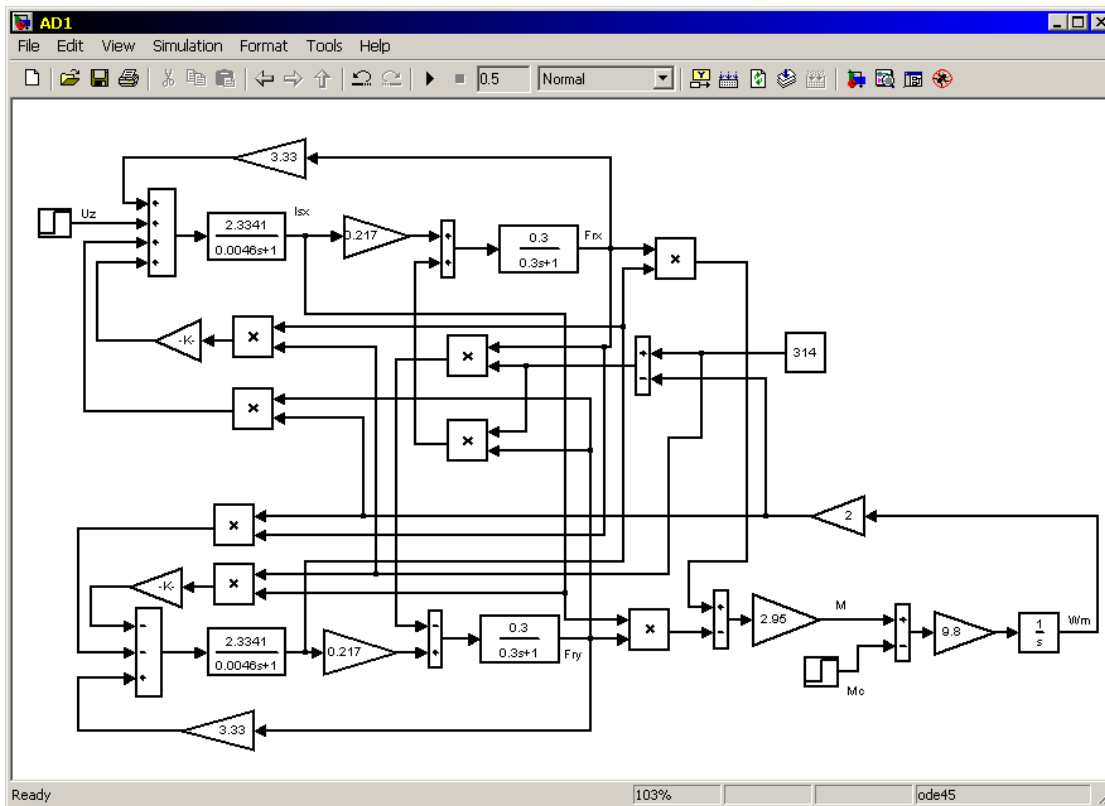 AD1
File Edit View Simulation Format Tools Help
0.5 Normal
3.33
Uz
2.3341
0.0046s+1
Isx
0.217
0.3
0.3s+1
Frx
×
-K-
×
×
314
×
×
×
2
×
-K-
×
2.3341
0.0046s+1
0.217
0.3
0.3s+1
Fry
×
2.95
M
Mc
9.8
1
s
Wm
3.33
Ready 103% ode45